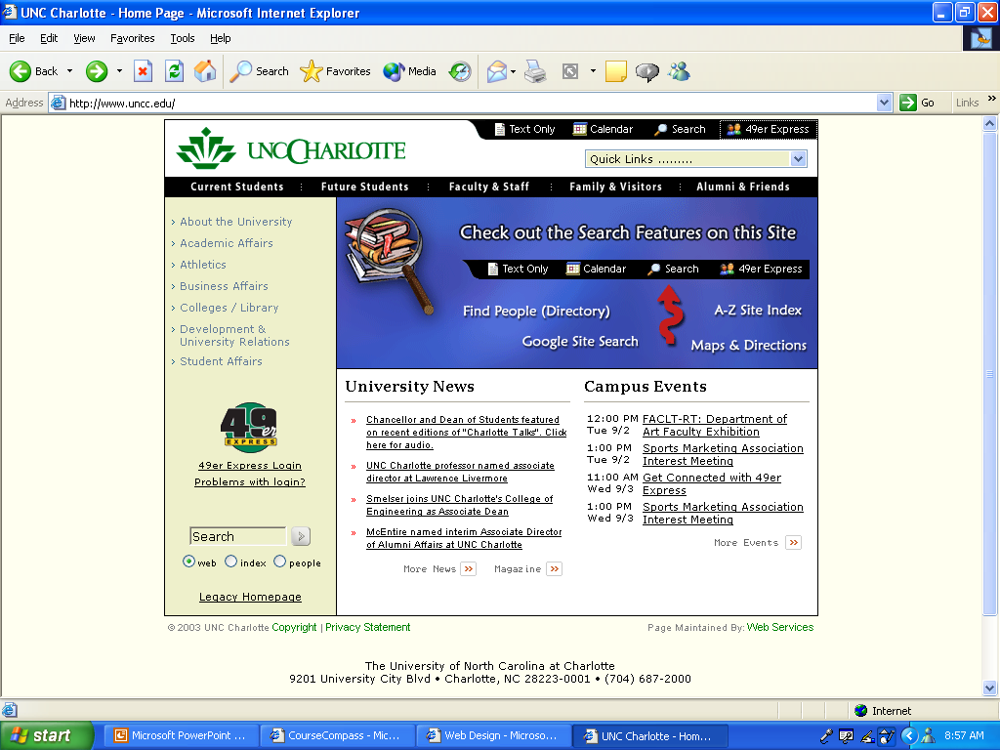 UNC Charlotte - Home Page - Microsoft Internet Explorer
File Edit View Favorites Tools Help
Back Search Favorites Media
Address http://www.uncc.edu/ Go Links »
UNC CHARLOTTE
Text Only Calendar Search 49er Express
Quick Links .........
Current Students Future Students Faculty & Staff Family & Visitors Alumni & Friends
› About the University
› Academic Affairs
› Athletics
› Business Affairs
› Colleges / Library
› Development &
University Relations
› Student Affairs
49er
EXPRESS
49er Express Login
Problems with login?
Search
web index people
Legacy Homepage
Check out the Search Features on this Site
Text Only Calendar Search 49er Express
Find People (Directory) A-Z Site Index
Google Site Search Maps & Directions
University News
» Chancellor and Dean of Students featured
on recent editions of "Charlotte Talks". Click
here for audio.
» UNC Charlotte professor named associate
director at Lawrence Livermore
» Smelser joins UNC Charlotte's College of
Engineering as Associate Dean
» McEntire named interim Associate Director
of Alumni Affairs at UNC Charlotte
More News » Magazine »
Campus Events
12:00 PM FACLT-RT: Department of
Tue 9/2 Art Faculty Exhibition
1:00 PM Sports Marketing Association
Tue 9/2 Interest Meeting
11:00 AM Get Connected with 49er
Wed 9/3 Express
1:00 PM Sports Marketing Association
Wed 9/3 Interest Meeting
More Events »
© 2003 UNC Charlotte Copyright | Privacy Statement Page Maintained By: Web Services
The University of North Carolina at Charlotte
9201 University City Blvd • Charlotte, NC 28223-0001 • (704) 687-2000
Internet
start Microsoft PowerPoint ... CourseCompass - Mic... Web Design - Microso... UNC Charlotte - Hom... 8:57 AM